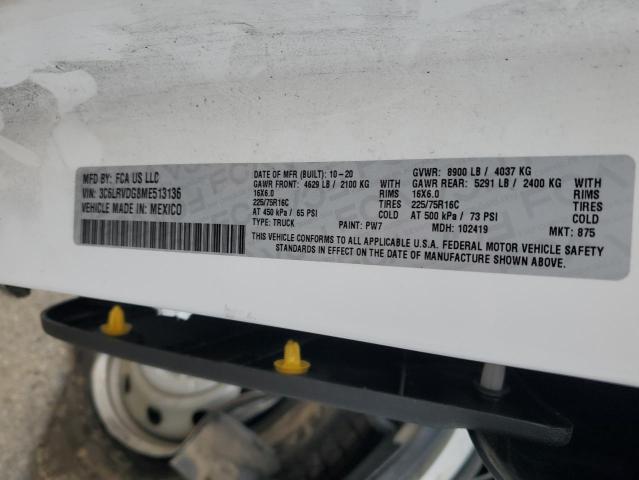 MFD BY: FCA US LLC
VIN: 3C6LRVDG8ME513136
VEHICLE MADE IN: MEXICO
DATE OF MFR (BUILT): 10-20
GAWR FRONT: 4629 LB / 2100 KG
16X6.0 RIMS
225/75R16C TIRES
AT 450 kPa / 65 PSI COLD
TYPE: TRUCK PAINT: PW7
GVWR: 8900 LB / 4037 KG
GAWR REAR: 5291 LB / 2400 KG
16X6.0 RIMS
225/75R16C TIRES
AT 500 kPa / 73 PSI COLD
MDH: 102419 MKT: 875
THIS VEHICLE CONFORMS TO ALL APPLICABLE U.S.A. FEDERAL MOTOR VEHICLE SAFETY
STANDARDS IN EFFECT ON THE DATE OF MANUFACTURE SHOWN ABOVE.